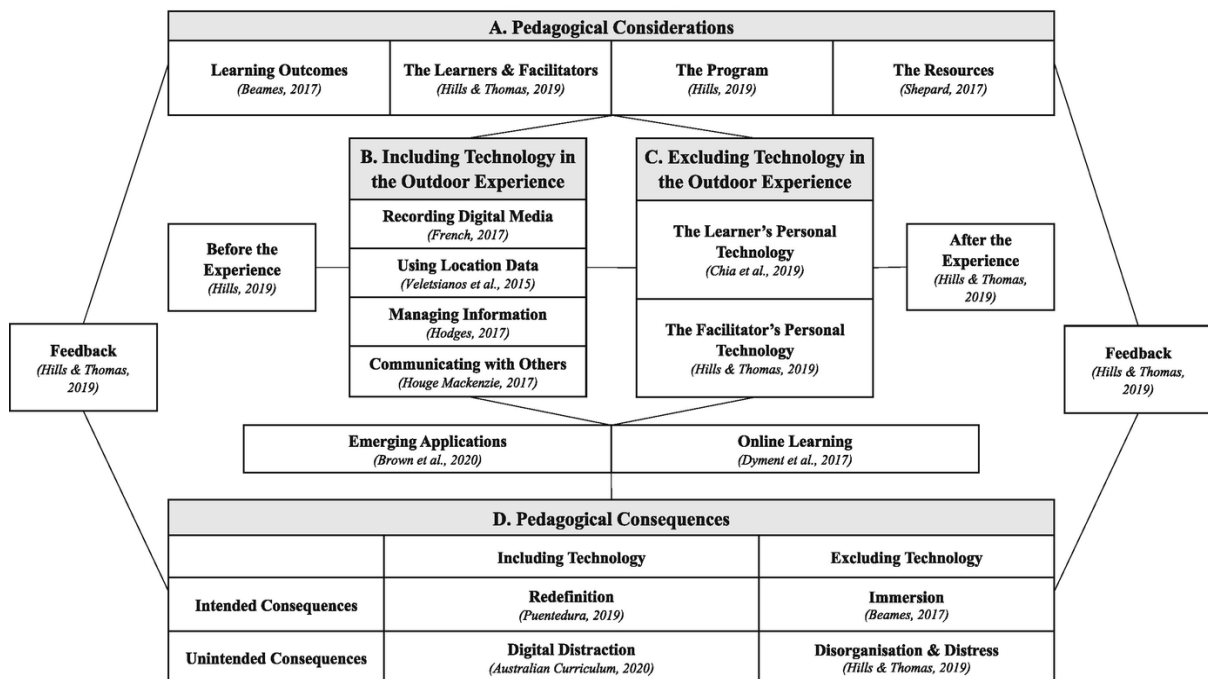 A. Pedagogical Considerations
Learning Outcomes
(Beames, 2017)
The Learners & Facilitators
(Hills & Thomas, 2019)
The Program
(Hills, 2019)
The Resources
(Shepard, 2017)
B. Including Technology in
the Outdoor Experience
Recording Digital Media
(French, 2017)
Using Location Data
(Veletsianos et al., 2015)
Managing Information
(Hodges, 2017)
Communicating with Others
(Houge Mackenzie, 2017)
C. Excluding Technology in
the Outdoor Experience
The Learner's Personal
Technology
(Chia et al., 2019)
The Facilitator's Personal
Technology
(Hills & Thomas, 2019)
Before the
Experience
(Hills, 2019)
After the
Experience
(Hills & Thomas,
2019)
Feedback
(Hills & Thomas,
2019)
Feedback
(Hills & Thomas,
2019)
Emerging Applications
(Brown et al., 2020)
Online Learning
(Dyment et al., 2017)
D. Pedagogical Consequences
Including Technology
Excluding Technology
Intended Consequences
Redefinition
(Puentedura, 2019)
Immersion
(Beames, 2017)
Unintended Consequences
Digital Distraction
(Australian Curriculum, 2020)
Disorganisation & Distress
(Hills & Thomas, 2019)